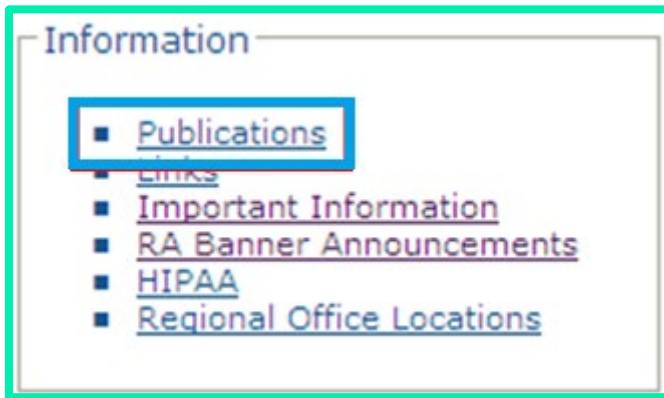 Information
Publications
Links
Important Information
RA Banner Announcements
HIPAA
Regional Office Locations